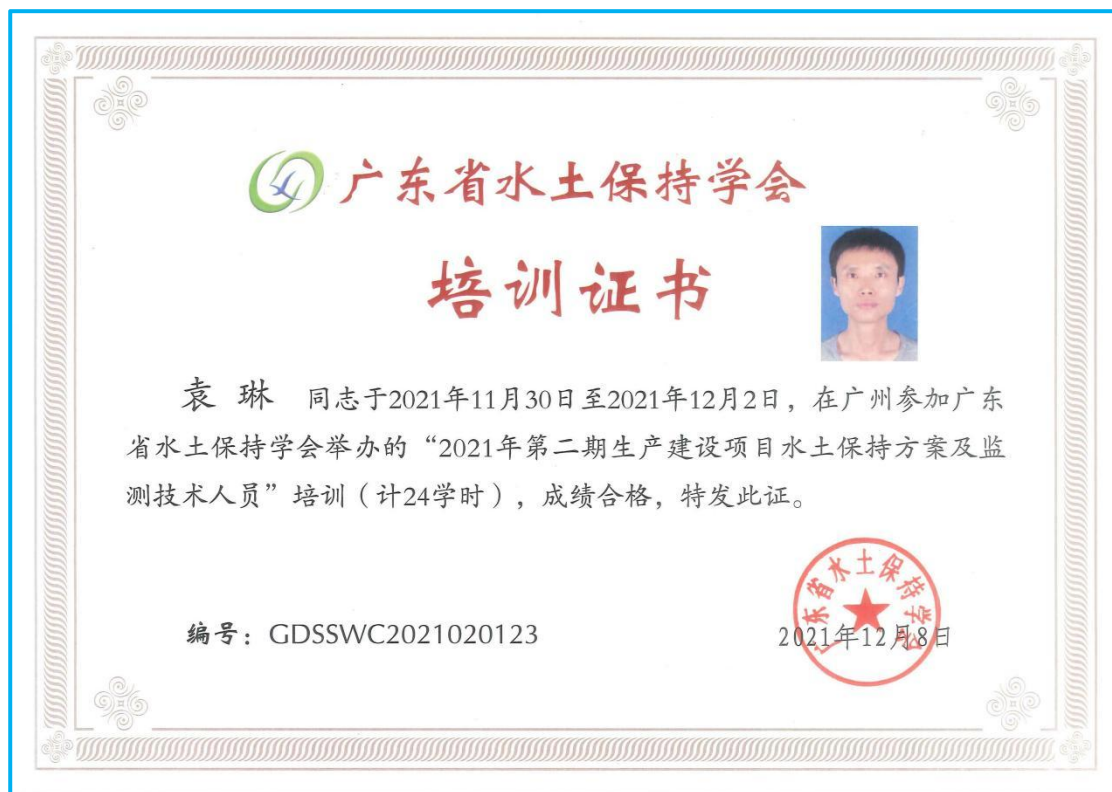 广东省水土保持学会
培训证书
袁 琳 同志于2021年11月30日至2021年12月2日，在广州参加广东
省水土保持学会举办的“2021年第二期生产建设项目水土保持方案及监
测技术人员”培训（计24学时），成绩合格，特发此证。
广东省水土保持学会
编号：GDSSWC2021020123
2021年12月8日